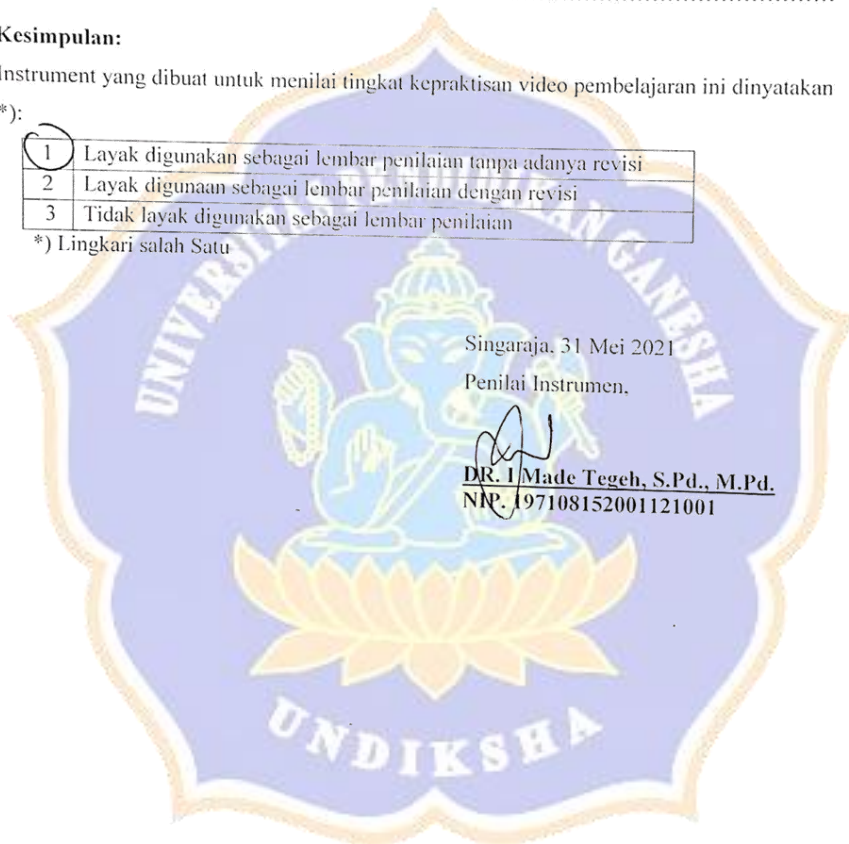 Kesimpulan:
Instrument yang dibuat untuk menilai tingkat kepraktisan video pembelajaran ini dinyatakan
*):
1 Layak digunakan sebagai lembar penilaian tanpa adanya revisi
2 Layak digunaan sebagai lembar penilaian dengan revisi
3 Tidak layak digunakan sebagai lembar penilaian
*) Lingkari salah Satu
Singaraja, 31 Mei 2021
Penilai Instrumen,
DR. I Made Tegeh, S.Pd., M.Pd.
NIP. 197108152001121001
UNIVERSITAS PENDIDIKAN GANESHA
UNDIKSHA